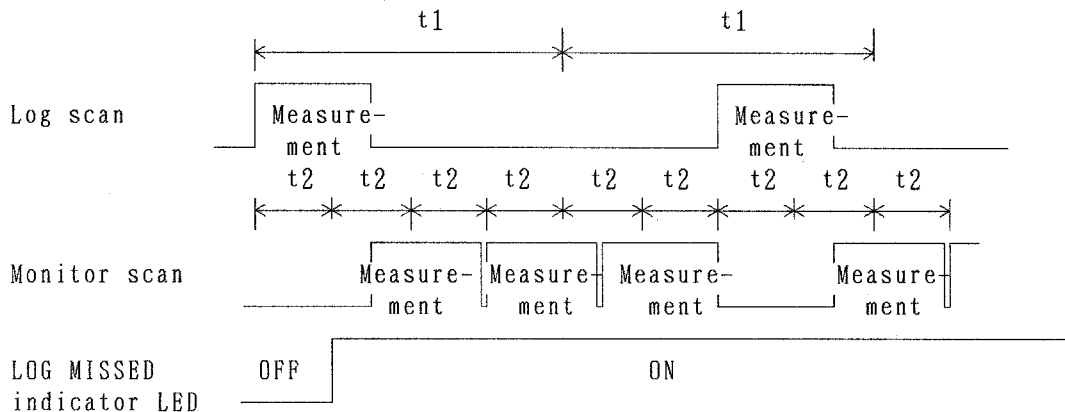 t1 t1
Log scan
Measure- Measure-
ment ment
t2 t2 t2 t2 t2 t2 t2 t2 t2
Monitor scan
Measure- Measure- Measure- Measure-
ment ment ment ment
LOG MISSED OFF ON
indicator LED